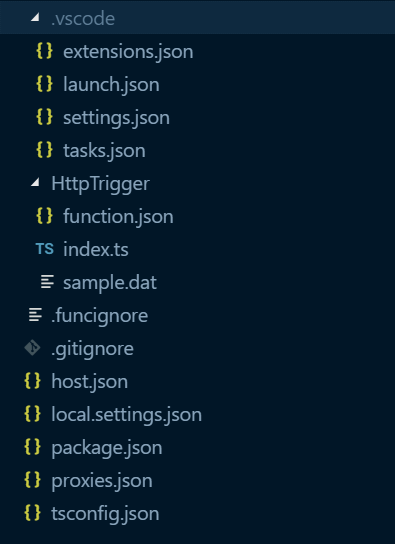 .vscode
{} extensions.json
{} launch.json
{} settings.json
{} tasks.json
HttpTrigger
{} function.json
TS index.ts
sample.dat
.funcignore
.gitignore
{} host.json
{} local.settings.json
{} package.json
{} proxies.json
{} tsconfig.json